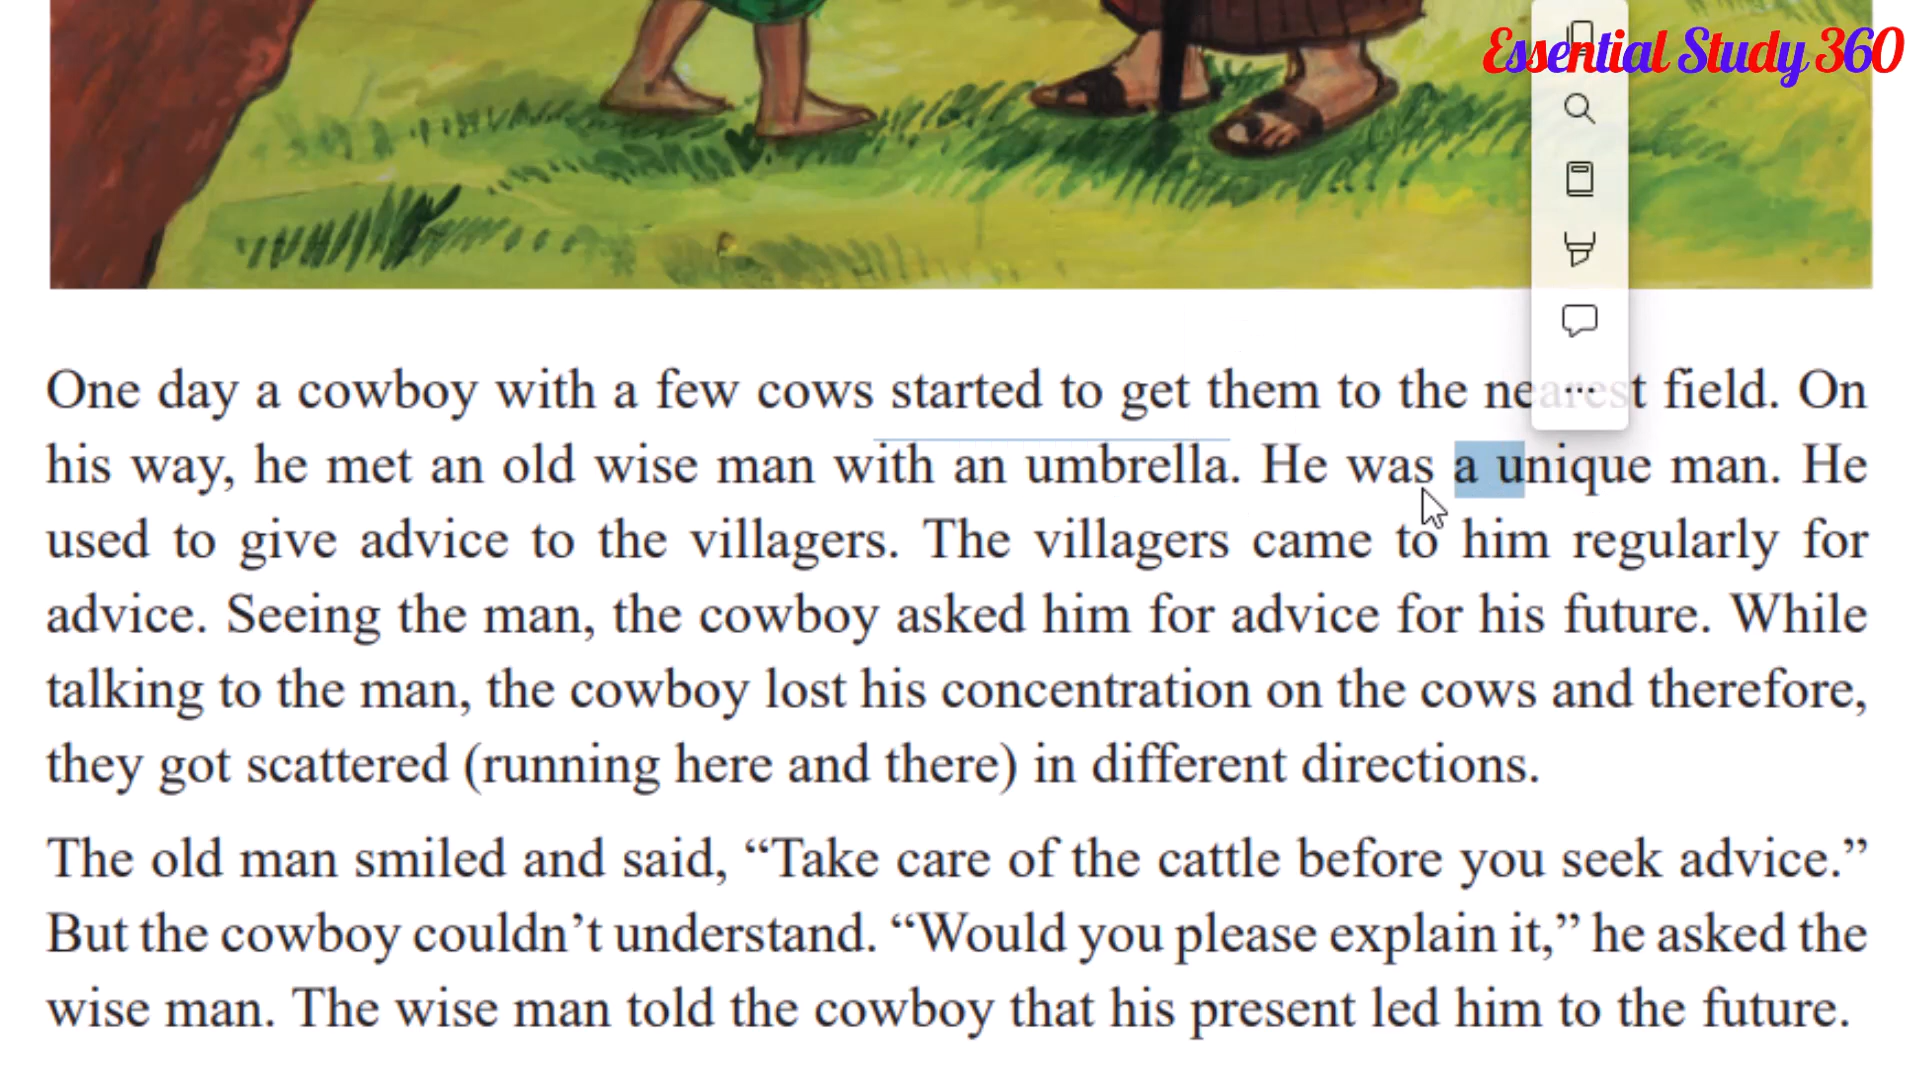 Essential Study 360
One day a cowboy with a few cows started to get them to the nearest field. On
his way, he met an old wise man with an umbrella. He was a unique man. He
used to give advice to the villagers. The villagers came to him regularly for
advice. Seeing the man, the cowboy asked him for advice for his future. While
talking to the man, the cowboy lost his concentration on the cows and therefore,
they got scattered (running here and there) in different directions.
The old man smiled and said, “Take care of the cattle before you seek advice.”
But the cowboy couldn’t understand. “Would you please explain it,” he asked the
wise man. The wise man told the cowboy that his present led him to the future.